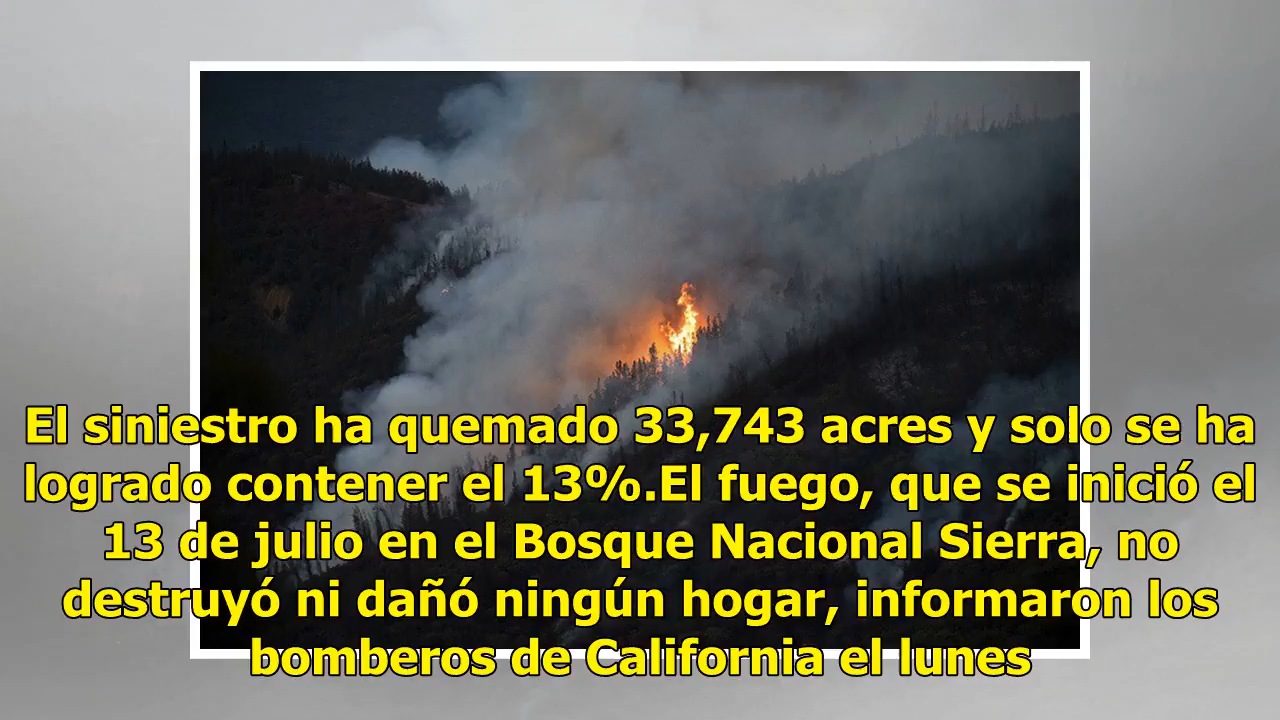 El siniestro ha quemado 33,743 acres y solo se ha
logrado contener el 13%.El fuego, que se inició el
13 de julio en el Bosque Nacional Sierra, no
destruyó ni dañó ningún hogar, informaron los
bomberos de California el lunes